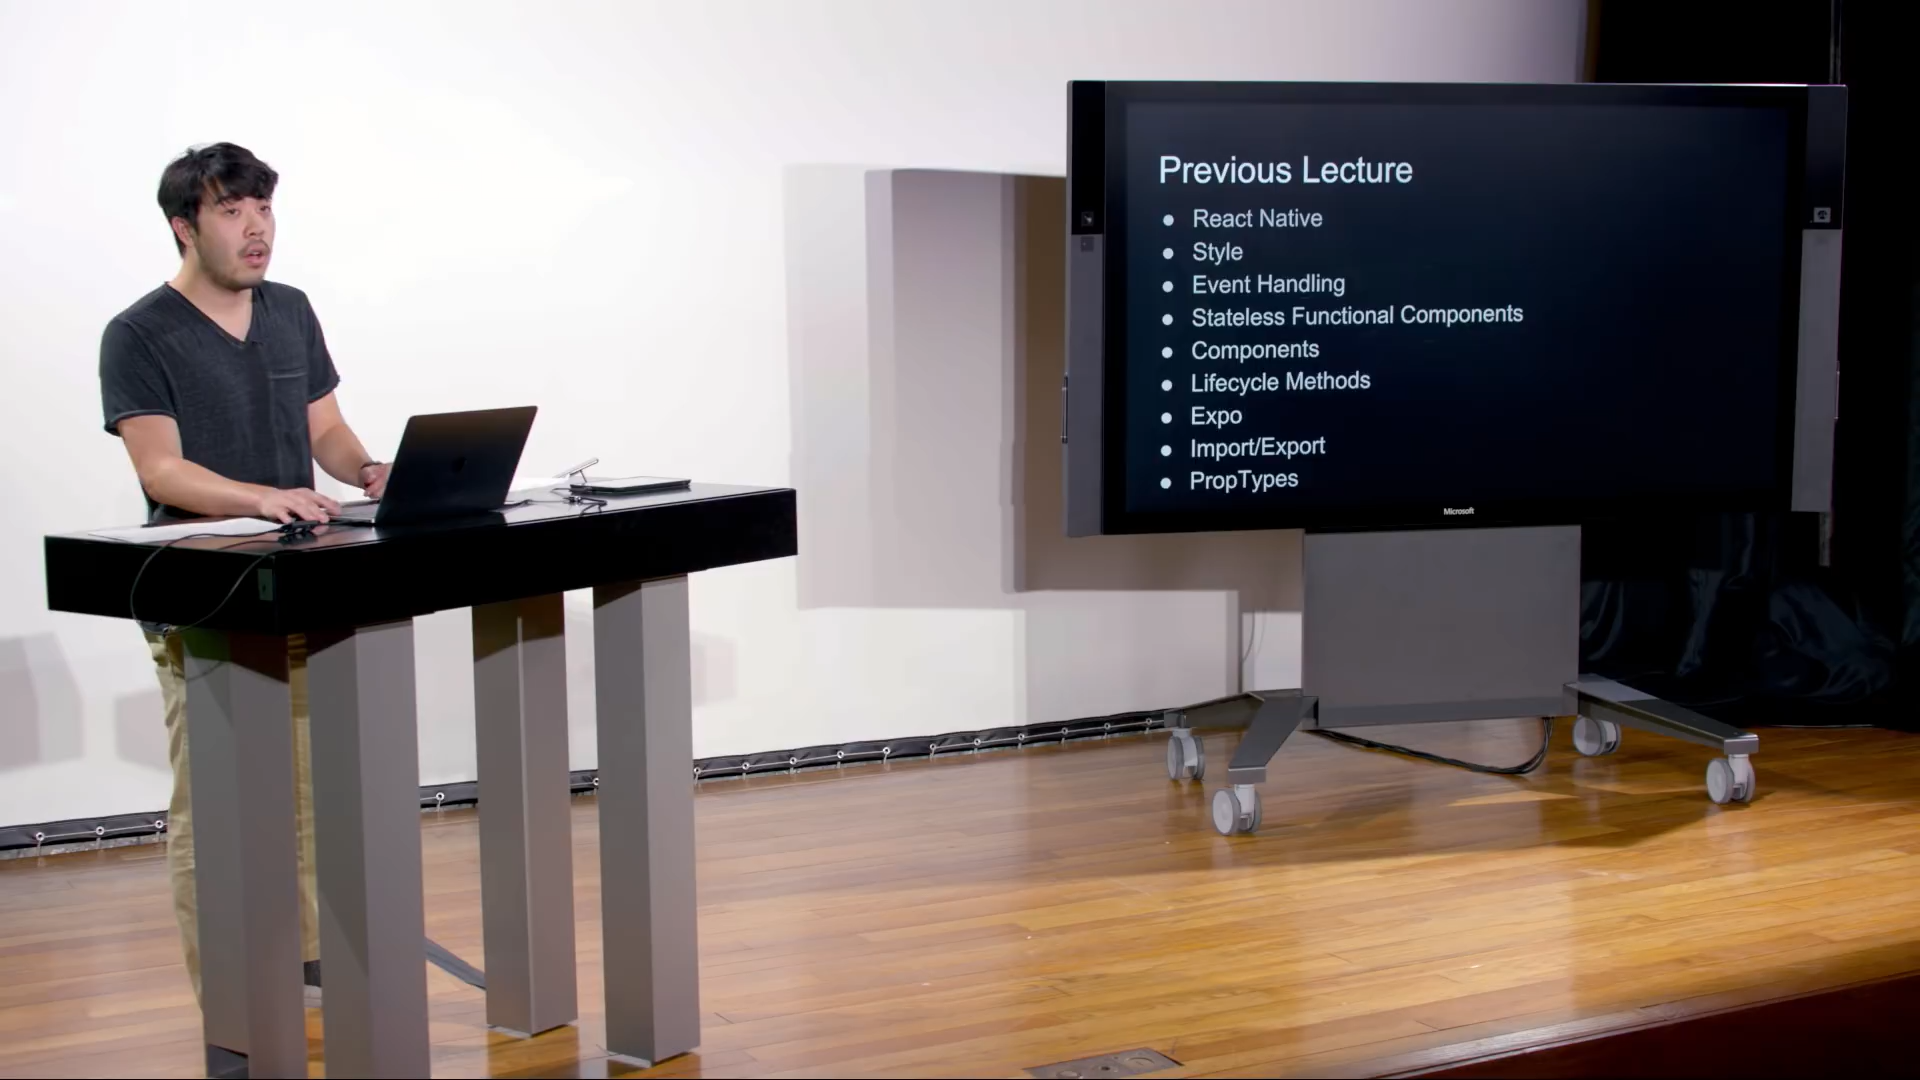 Previous Lecture
● React Native
● Style
● Event Handling
● Stateless Functional Components
● Components
● Lifecycle Methods
● Expo
● Import/Export
● PropTypes
Microsoft